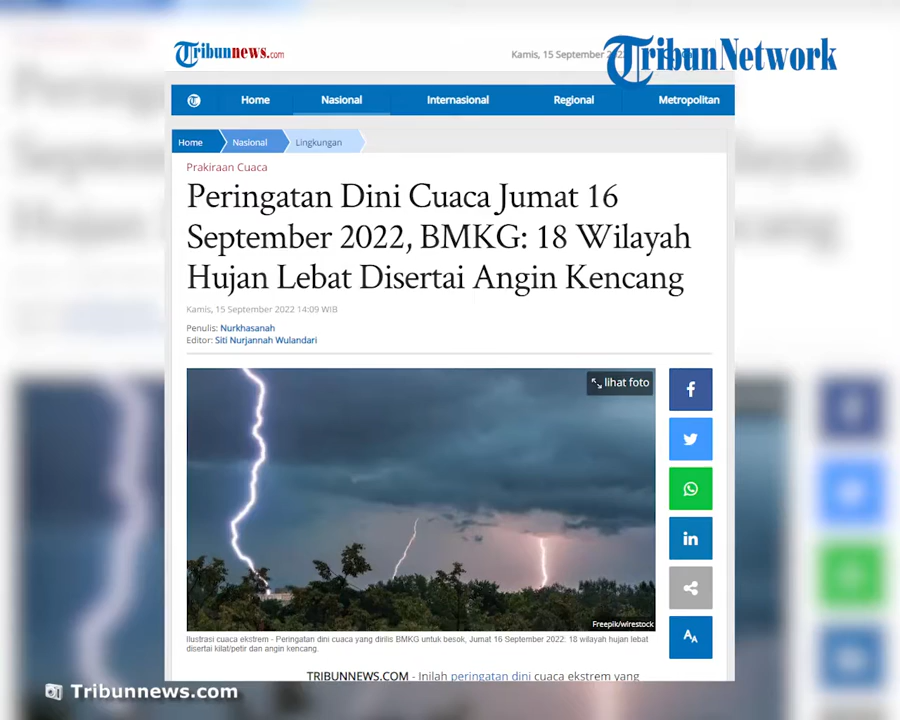 Tribunnews.com
Kamis, 15 September
TribunNetwork
Home
Nasional
Internasional
Regional
Metropolitan
Home
Nasional
Lingkungan
Prakiraan Cuaca
Peringatan Dini Cuaca Jumat 16
September 2022, BMKG: 18 Wilayah
Hujan Lebat Disertai Angin Kencang
Kamis, 15 September 2022 14:09 WIB
Penulis: Nurkhasanah
Editor: Siti Nurjannah Wulandari
lihat foto
Freepik/wirestock
Ilustrasi cuaca ekstrem - Peringatan dini cuaca yang dirilis BMKG untuk besok, Jumat 16 September 2022: 18 wilayah hujan lebat
disertai kilat/petir dan angin kencang.
TRIBUNNEWS.COM - Inilah peringatan dini cuaca ekstrem yang
Tribunnews.com